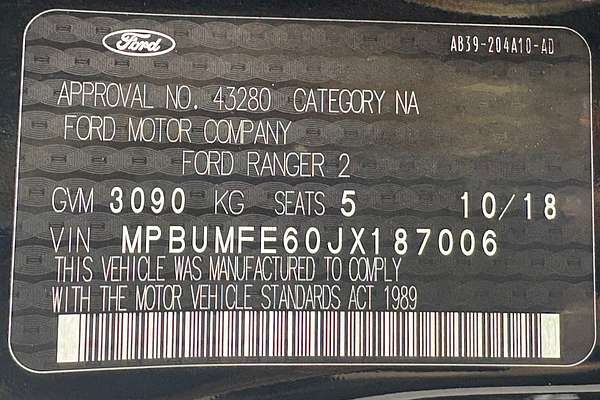 Ford AB39-204A10-AD
APPROVAL NO. 43280 CATEGORY NA
FORD MOTOR COMPANY
FORD RANGER 2
GVM 3090 KG SEATS 5 10/18
VIN MPBUMFE60JX187006
THIS VEHICLE WAS MANUFACTURED TO COMPLY
WITH THE MOTOR VEHICLE STANDARDS ACT 1989